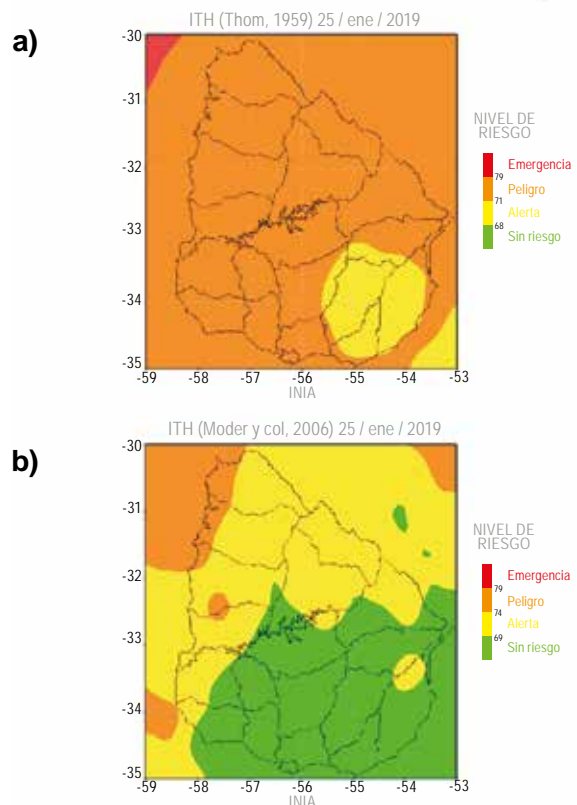 a)
ITH (Thom, 1959) 25 / ene / 2019
-30
-31
-32
-33
-34
-35
-59 -58 -57 -56 -55 -54 -53
INIA
NIVEL DE
RIESGO
Emergencia
79
Peligro
71
Alerta
68
Sin riesgo
b)
ITH (Moder y col, 2006) 25 / ene / 2019
-30
-31
-32
-33
-34
-35
-59 -58 -57 -56 -55 -54 -53
INIA
NIVEL DE
RIESGO
Emergencia
79
Peligro
74
Alerta
69
Sin riesgo